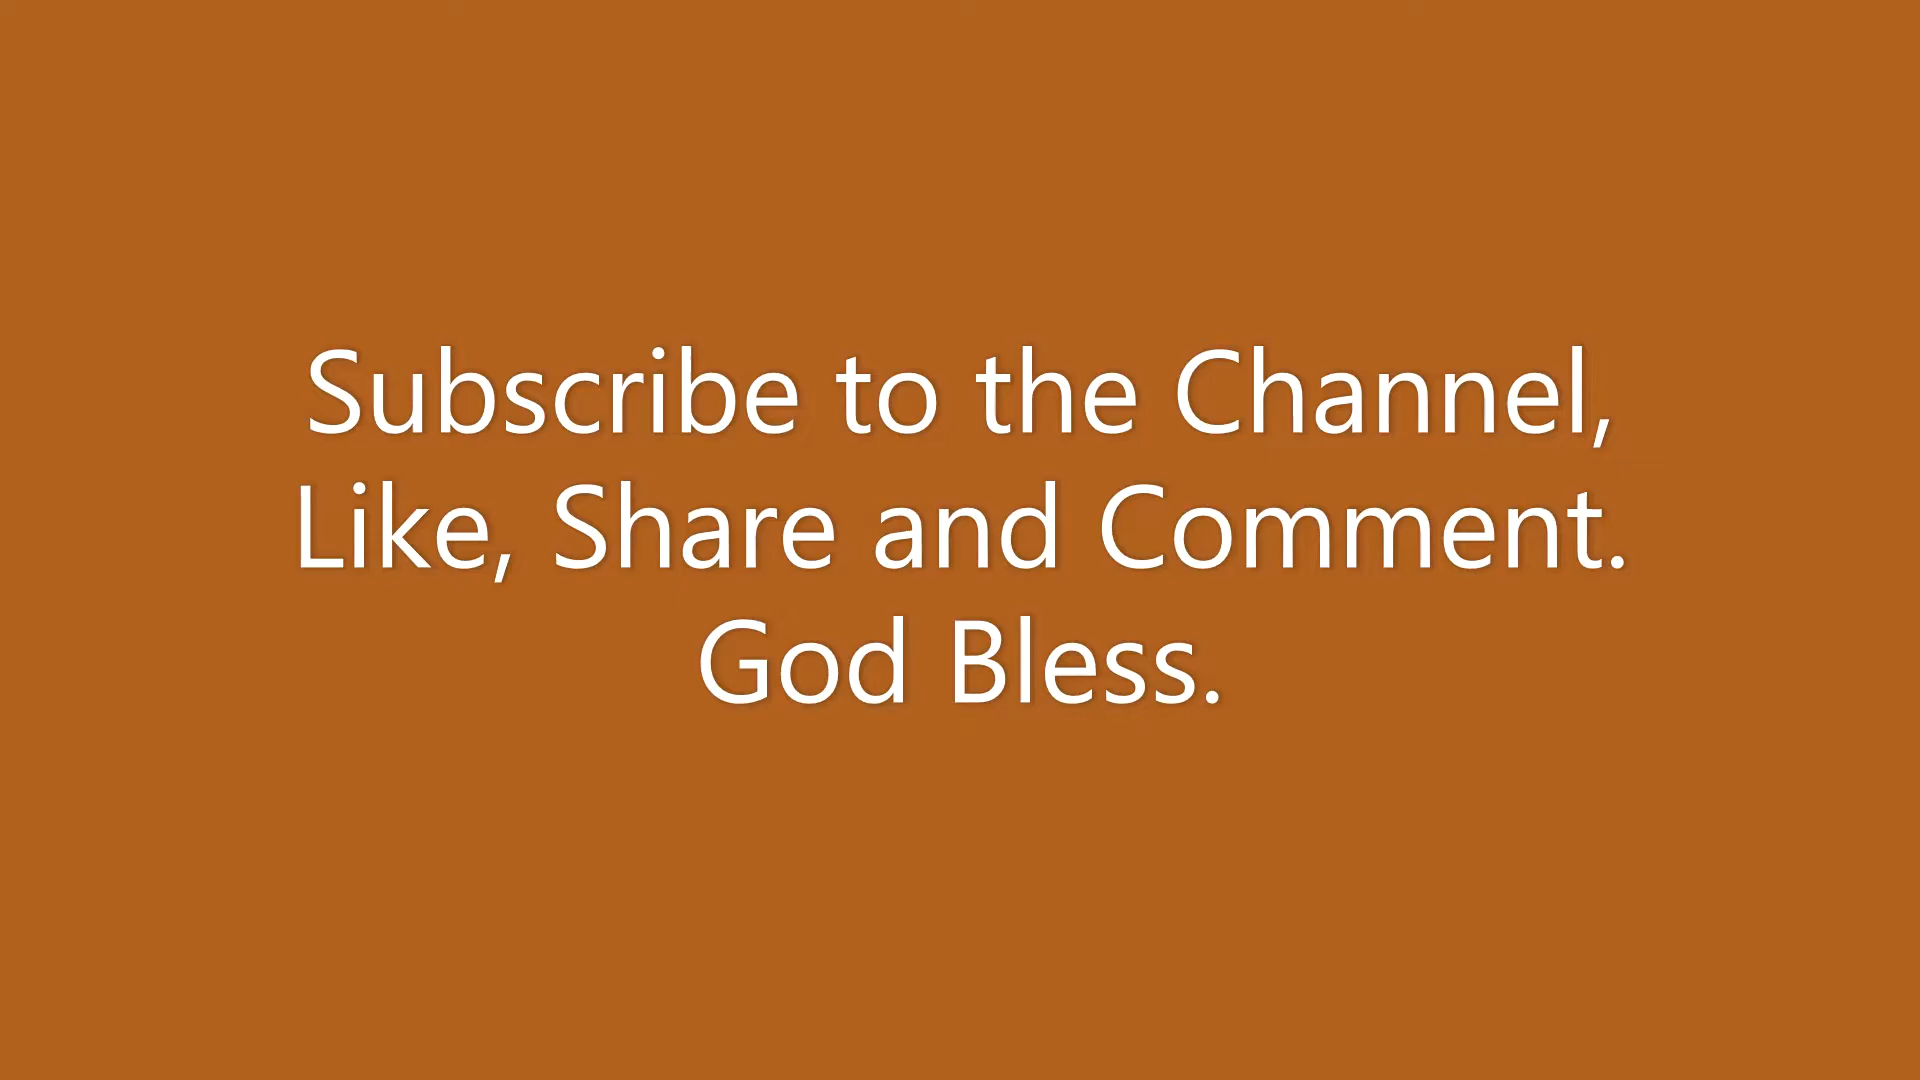 Subscribe to the Channel,
Like, Share and Comment.
God Bless.